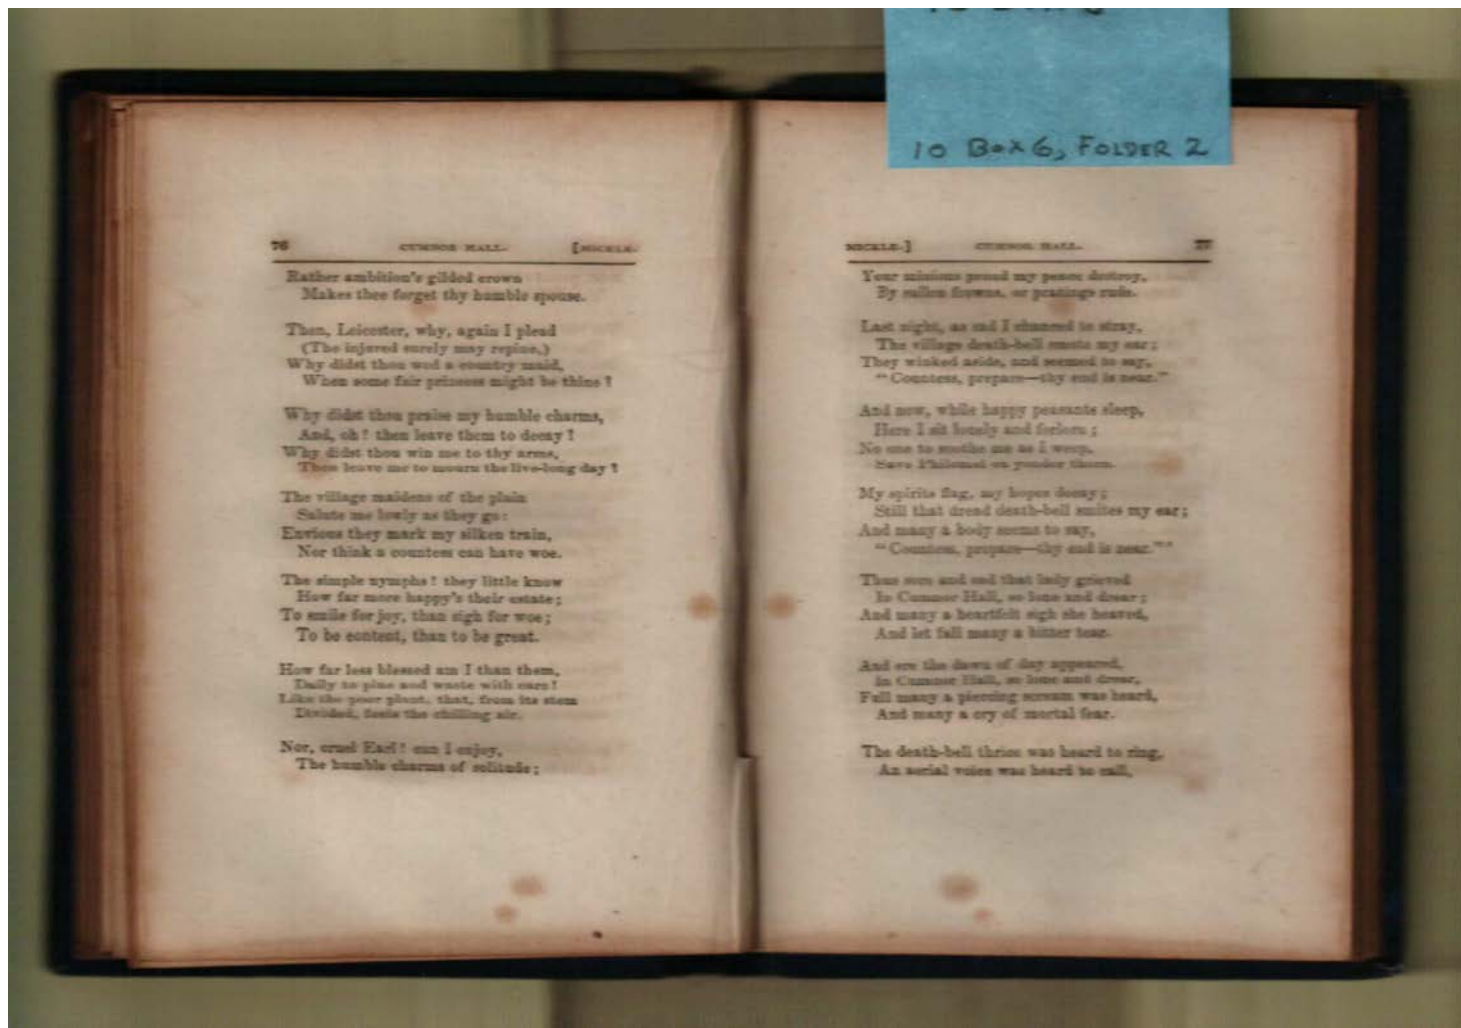 10 Box 6, FOLDER 2
76 CUMNOR HALL. [MICKLE.
Rather ambition's gilded crown
Makes thee forget thy humble spouse.
Then, Leicester, why, again I plead
(The injured surely may repine,)
Why didst thou wed a country maid,
When some fair princess might be thine?
Why didst thou praise my humble charms,
And, oh! then leave them to decay?
Why didst thou win me to thy arms,
Then leave me to mourn the live-long day?
The village maidens of the plain
Salute me lowly as they go:
Envious they mark my silken train,
Nor think a countess can have woe.
The simple nymphs! they little know
How far more happy's their estate;
To smile for joy, than sigh for woe;
To be content, than to be great.
How far less blessed am I than them,
Daily to pine and waste with care!
Like the poor plant, that, from its stem
Divided, feels the chilling air.
Nor, cruel Earl! can I enjoy,
The humble charms of solitude;
MICKLE.] CUMNOR HALL. 77
Your minions proud my peace destroy,
By sullen frowns, or pratings rude.
Last night, as sad I chanced to stray,
The village death-bell smote my ear;
They winked aside, and seemed to say,
"Countess, prepare—thy end is near."
And now, while happy peasants sleep,
Here I sit lonely and forlorn;
No one to soothe me as I weep,
Save Philomel on yonder thorn.
My spirits flag, my hopes decay;
Still that dread death-bell smites my ear;
And many a body seems to say,
"Countess, prepare—thy end is near."'
Thus sore and sad that lady grieved
In Cumnor Hall, so lone and drear;
And many a heartfelt sigh she heaved,
And let fall many a bitter tear.
And ere the dawn of day appeared,
In Cumnor Hall, so lone and drear,
Full many a piercing scream was heard,
And many a cry of mortal fear.
The death-bell thrice was heard to ring,
An aerial voice was heard to call,